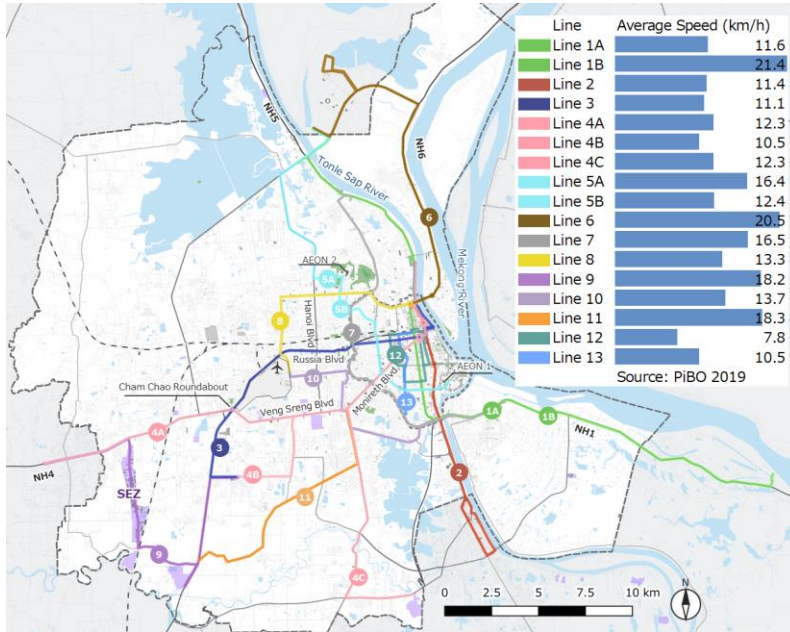 Line Average Speed (km/h)
Line 1A 11.6
Line 1B 21.4
Line 2 11.4
Line 3 11.1
Line 4A 12.3
Line 4B 10.5
Line 4C 12.3
Line 5A 16.4
Line 5B 12.4
Line 6 20.5
Line 7 16.5
Line 8 13.3
Line 9 18.2
Line 10 13.7
Line 11 18.3
Line 12 7.8
Line 13 10.5
Source: PiBO 2019
NH5
NH6
Tonle Sap River
6
Mekong River
AEON 2
5A
5B
8
Hanoi Blvd
7
Russia Blvd
12
10
AEON 1
Cham Chao Roundabout
Monireth Blvd
13
Veng Sreng Blvd
1A
1B
4A
NH1
3
NH4
4B
2
SEZ
11
9
4C
0 2.5 5 7.5 10 km
N